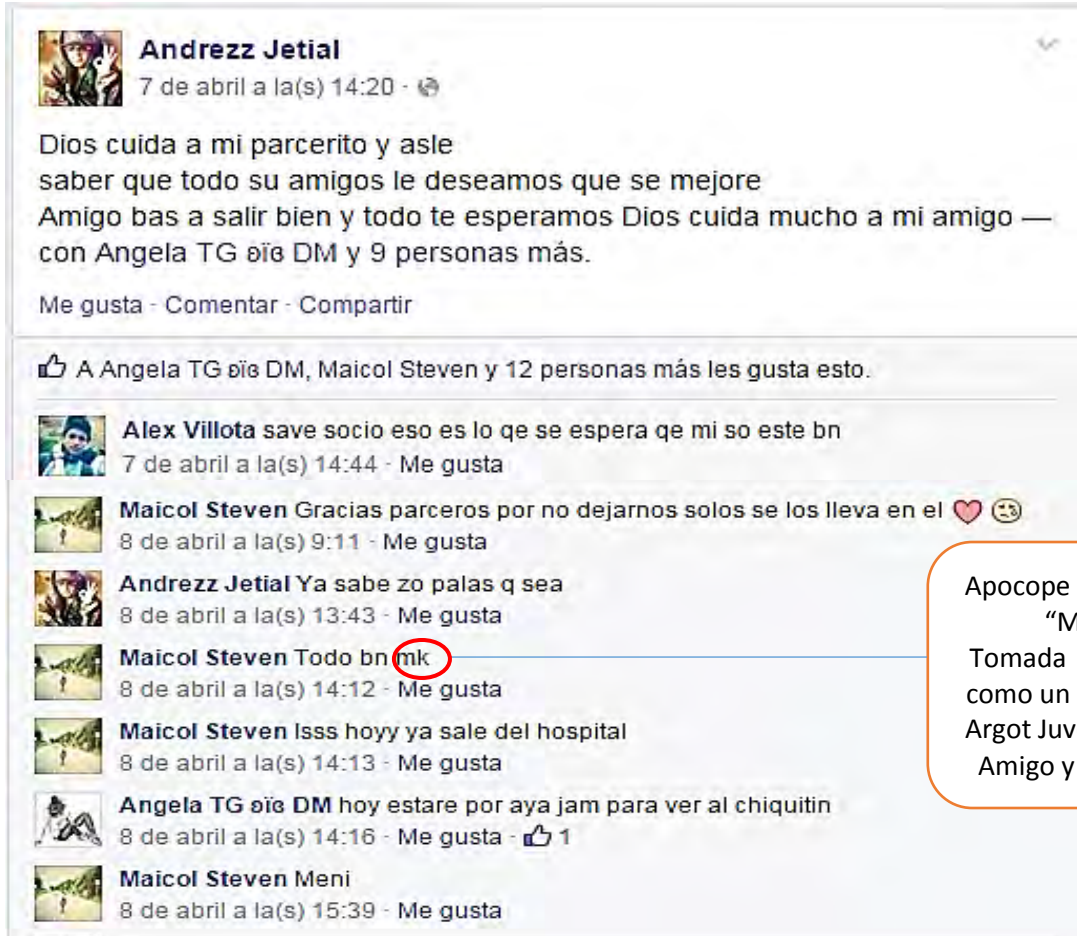 Andrezz Jetial
7 de abril a la(s) 14:20 ·
Dios cuida a mi parcerito y asle
saber que todo su amigos le deseamos que se mejore
Amigo bas a salir bien y todo te esperamos Dios cuida mucho a mi amigo —
con Angela TG ʚïɞ DM y 9 personas más.
Me gusta · Comentar · Compartir
A Angela TG ʚïɞ DM, Maicol Steven y 12 personas más les gusta esto.
Alex Villota save socio eso es lo qe se espera qe mi so este bn
7 de abril a la(s) 14:44 · Me gusta
Maicol Steven Gracias parceros por no dejarnos solos se los lleva en el
8 de abril a la(s) 9:11 · Me gusta
Andrezz Jetial Ya sabe zo palas q sea
8 de abril a la(s) 13:43 · Me gusta
Maicol Steven Todo bn mk
8 de abril a la(s) 14:12 · Me gusta
Maicol Steven Isss hoyy ya sale del hospital
8 de abril a la(s) 14:13 · Me gusta
Angela TG ʚïɞ DM hoy estare por aya jam para ver al chiquitin
8 de abril a la(s) 14:16 · Me gusta · 1
Maicol Steven Meni
8 de abril a la(s) 15:39 · Me gusta
Apocope
“M
Tomada
como un
Argot Juv
Amigo y